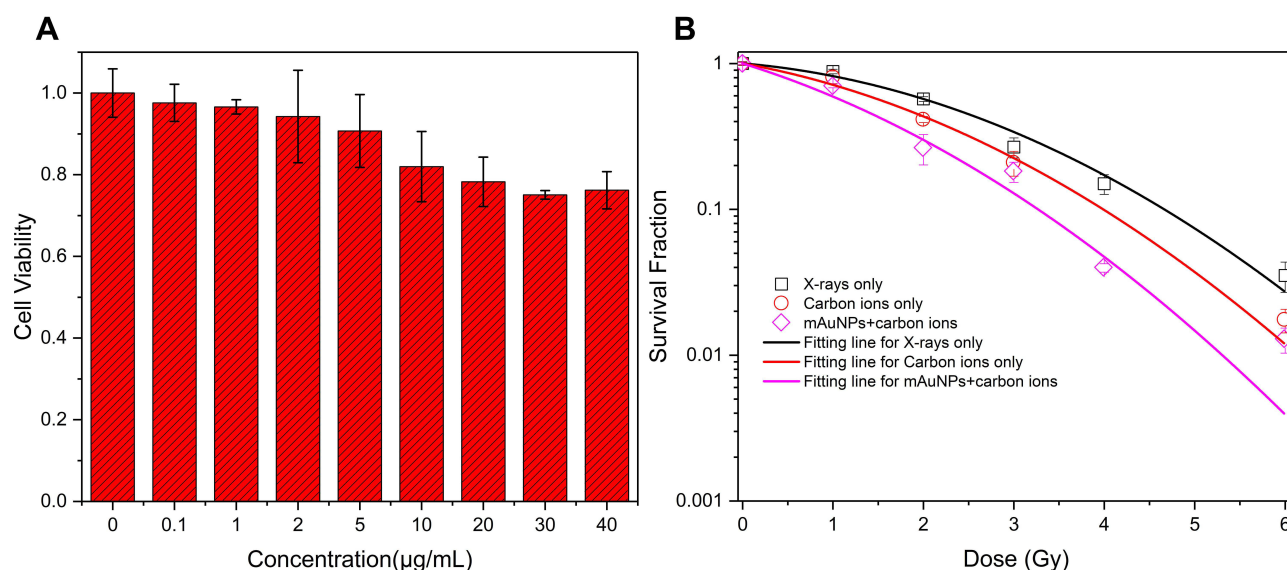 A
Cell Viability
1.0
0.8
0.6
0.4
0.2
0.0
0 0.1 1 2 5 10 20 30 40
Concentration(µg/mL)
B
Survival Fraction
1
0.1
0.01
0.001
X-rays only
Carbon ions only
mAuNPs+carbon ions
Fitting line for X-rays only
Fitting line for Carbon ions only
Fitting line for mAuNPs+carbon ions
0 1 2 3 4 5 6
Dose (Gy)